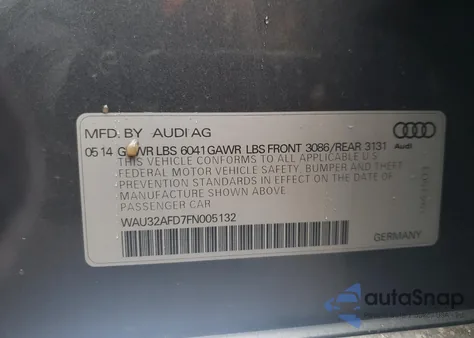 MFD. BY AUDI AG
05 14 GVWR LBS 6041 GAWR LBS FRONT 3086/REAR 3131
Audi
THIS VEHICLE CONFORMS TO ALL APPLICABLE U.S.
FEDERAL MOTOR VEHICLE SAFETY, BUMPER AND THEFT
PREVENTION STANDARDS IN EFFECT ON THE DATE OF
MANUFACTURE SHOWN ABOVE.
PASSENGER CAR
WAU32AFD7FN005132
GERMANY
autoSnap